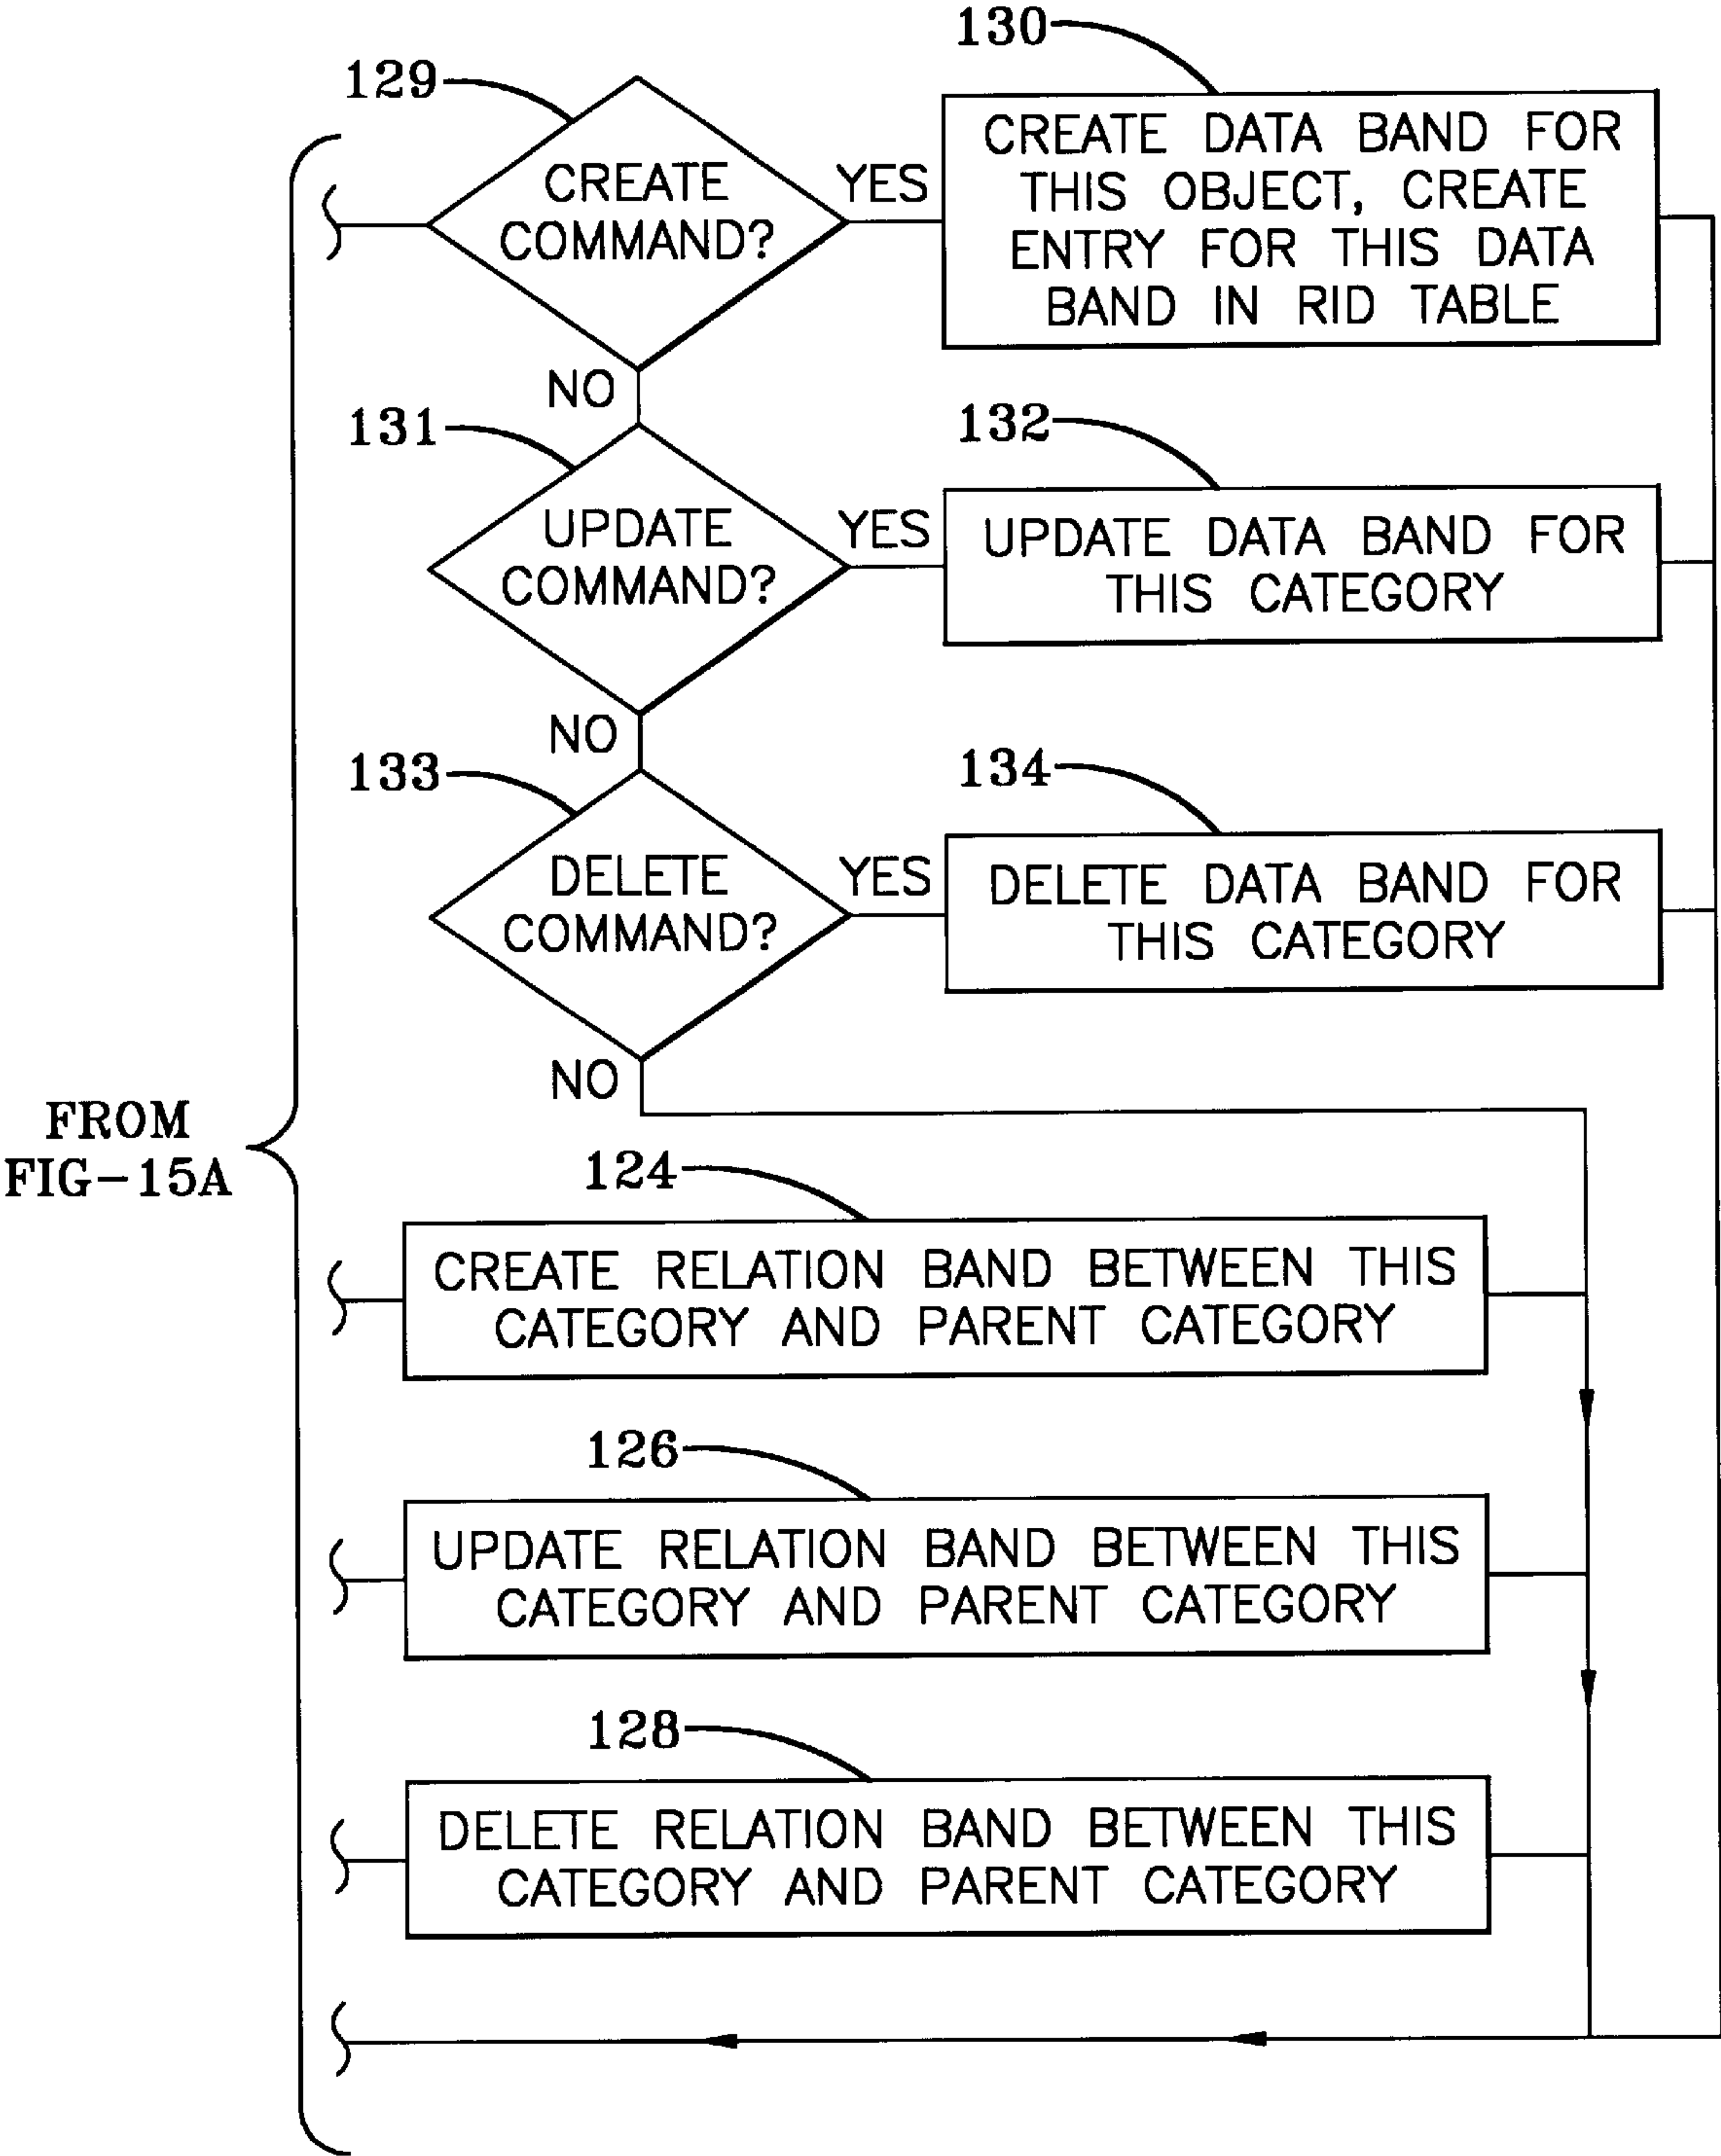 130
129
CREATE
COMMAND?
YES
CREATE DATA BAND FOR
THIS OBJECT, CREATE
ENTRY FOR THIS DATA
BAND IN RID TABLE
NO
131
132
UPDATE
COMMAND?
YES
UPDATE DATA BAND FOR
THIS CATEGORY
NO
133
134
DELETE
COMMAND?
YES
DELETE DATA BAND FOR
THIS CATEGORY
NO
FROM
FIG-15A
124
CREATE RELATION BAND BETWEEN THIS
CATEGORY AND PARENT CATEGORY
126
UPDATE RELATION BAND BETWEEN THIS
CATEGORY AND PARENT CATEGORY
128
DELETE RELATION BAND BETWEEN THIS
CATEGORY AND PARENT CATEGORY